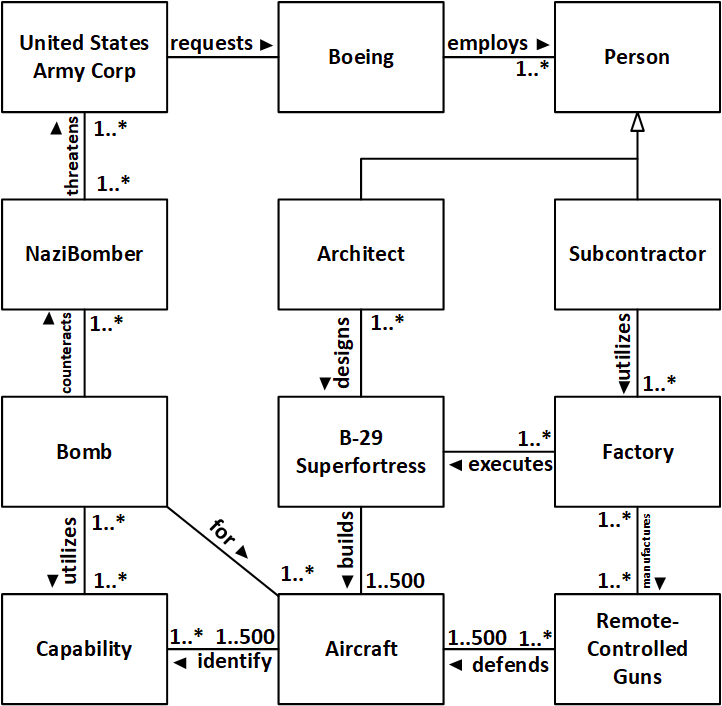 United States
Army Corp
requests
Boeing
employs
1..*
Person
1..*
threatens
1..*
NaziBomber
Architect
Subcontractor
1..*
counteracts
1..*
designs
utilizes
1..*
Bomb
B-29
Superfortress
1..*
executes
Factory
1..*
utilizes
1..*
for
1..*
builds
1..500
1..*
manufactures
1..*
Capability
1..* 1..500
identify
Aircraft
1..500 1..*
defends
Remote-
Controlled
Guns